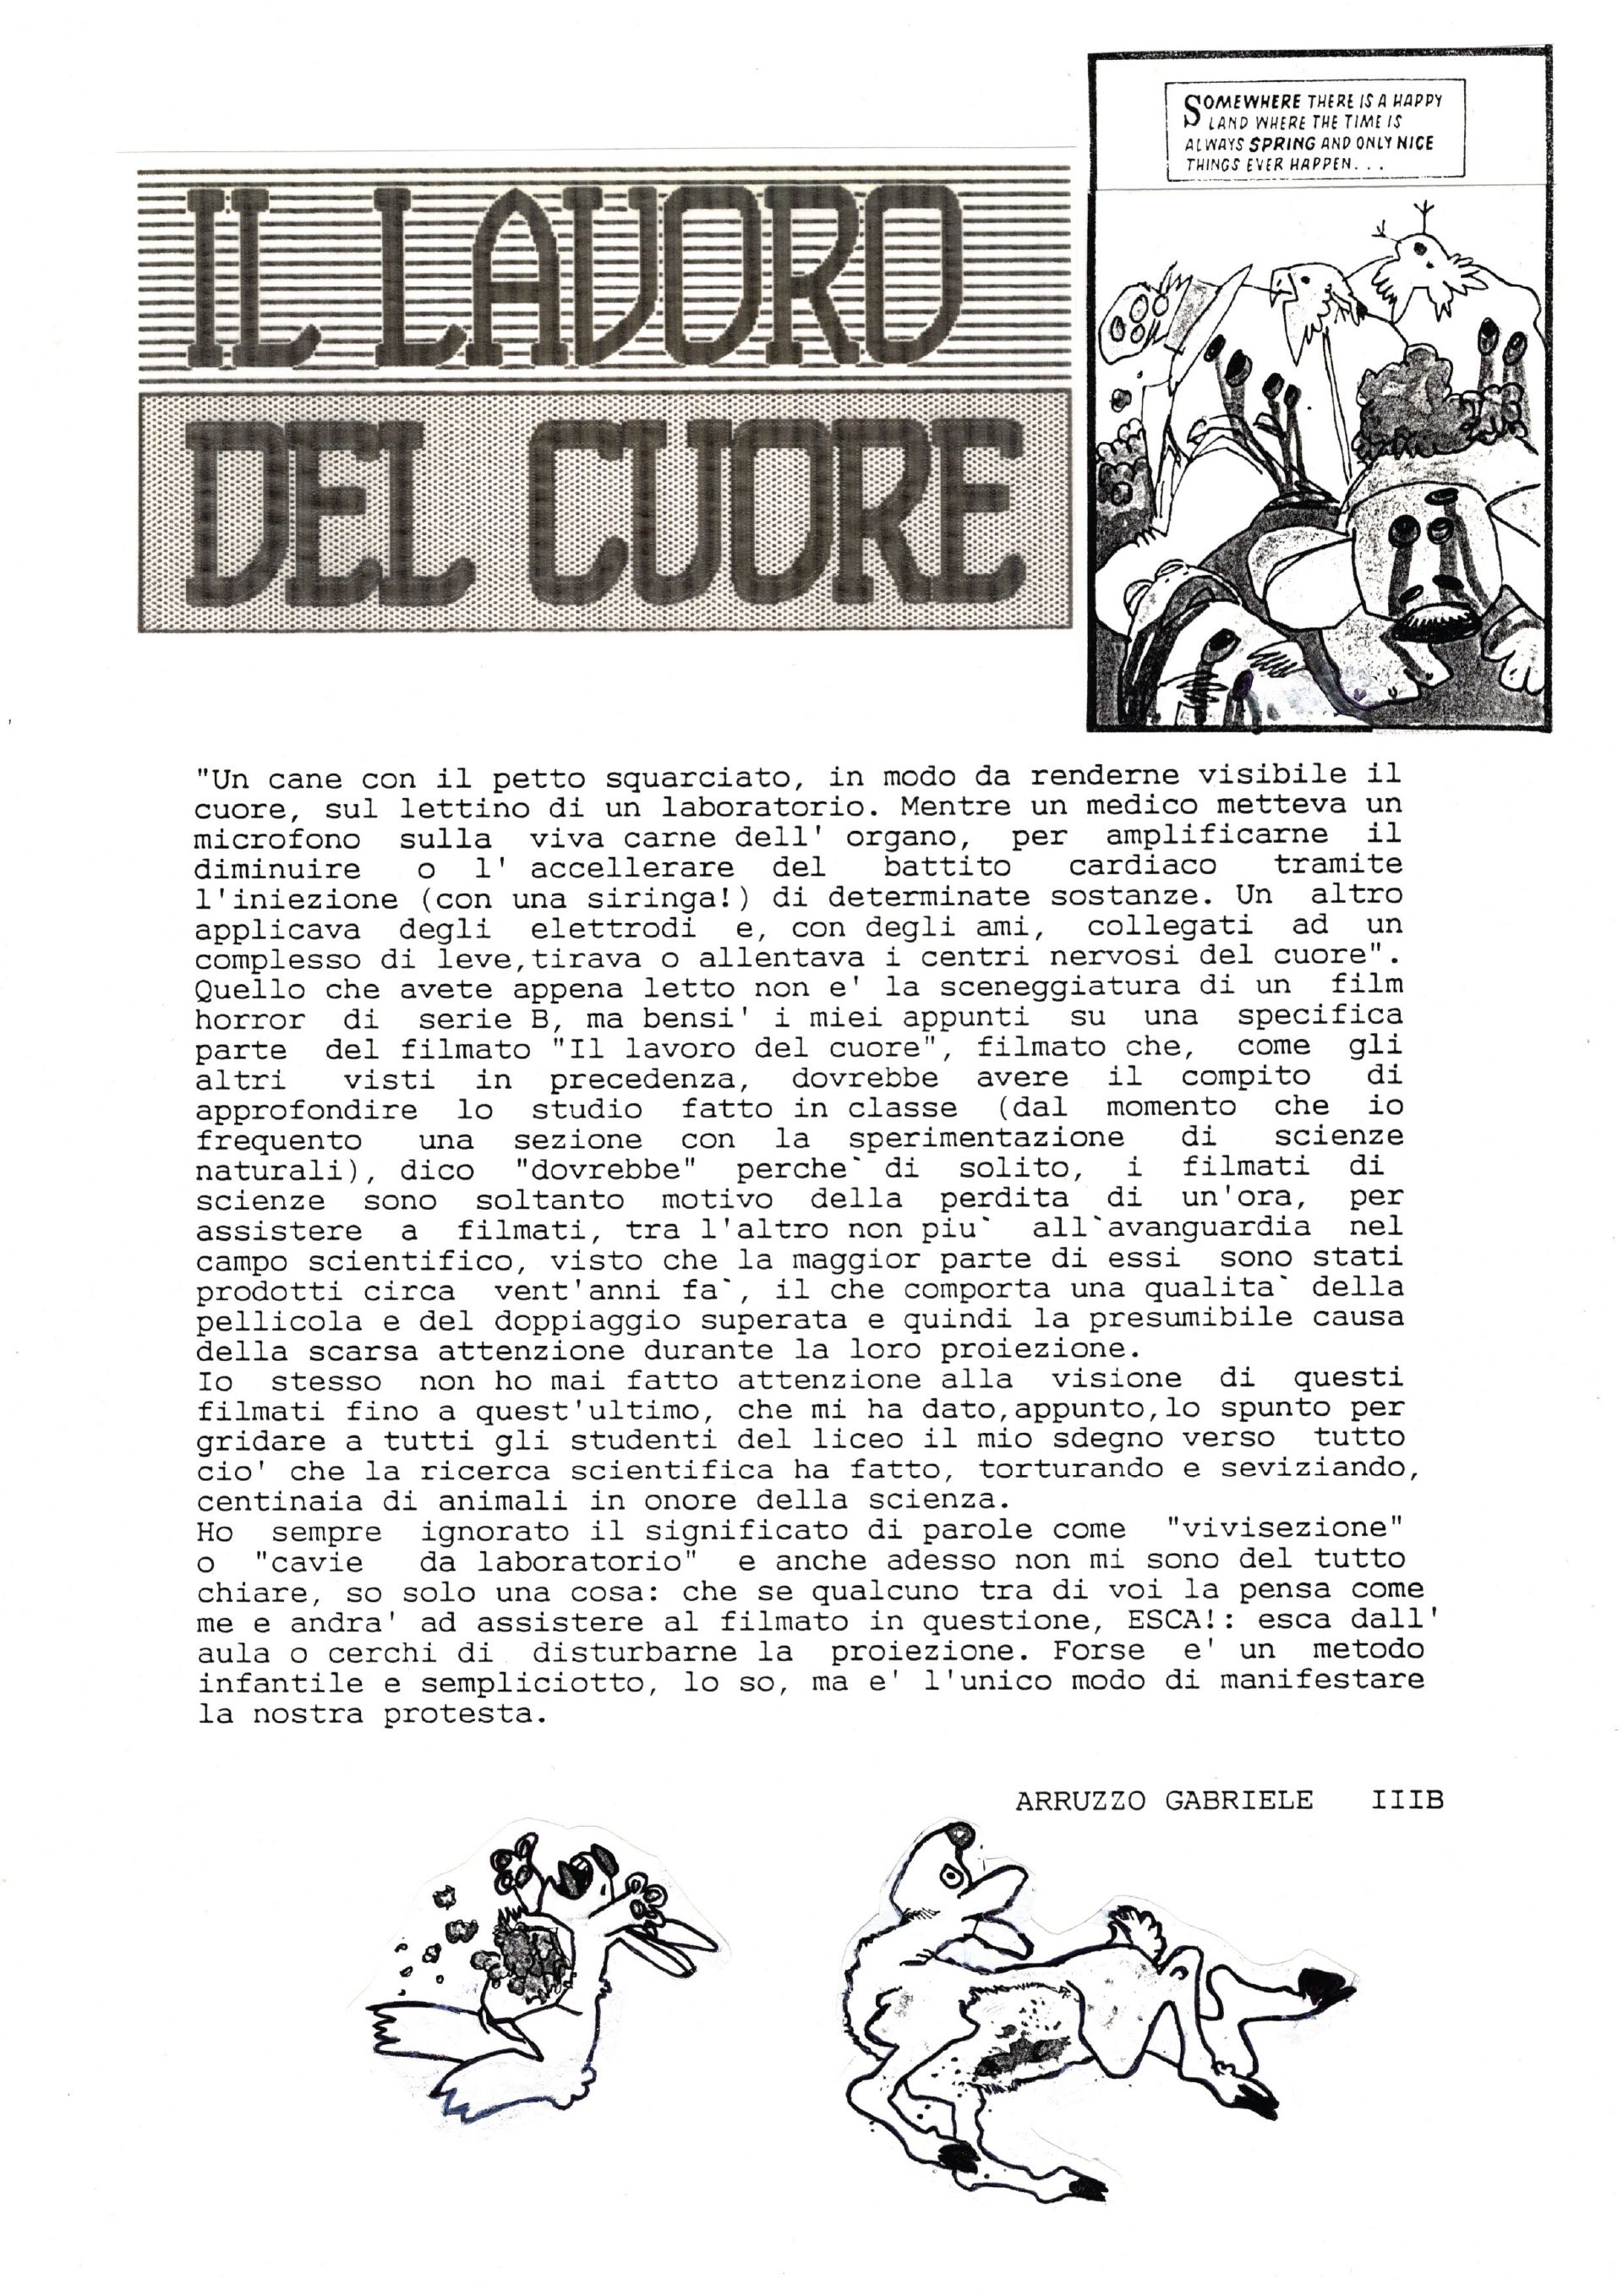 IL LAVORO
DEL CUORE
SOMEWHERE THERE IS A HAPPY
LAND WHERE THE TIME IS
ALWAYS SPRING AND ONLY NICE
THINGS EVER HAPPEN...
"Un cane con il petto squarciato, in modo da renderne visibile il
cuore, sul lettino di un laboratorio. Mentre un medico metteva un
microfono sulla viva carne dell' organo, per amplificarne il
diminuire o l' accellerare del battito cardiaco tramite
l'iniezione (con una siringa!) di determinate sostanze. Un altro
applicava degli elettrodi e, con degli ami, collegati ad un
complesso di leve,tirava o allentava i centri nervosi del cuore".
Quello che avete appena letto non e' la sceneggiatura di un film
horror di serie B, ma bensi' i miei appunti su una specifica
parte del filmato "Il lavoro del cuore", filmato che, come gli
altri visti in precedenza, dovrebbe avere il compito di
approfondire lo studio fatto in classe (dal momento che io
frequento una sezione con la sperimentazione di scienze
naturali), dico "dovrebbe" perche` di solito, i filmati di
scienze sono soltanto motivo della perdita di un'ora, per
assistere a filmati, tra l'altro non piu` all`avanguardia nel
campo scientifico, visto che la maggior parte di essi sono stati
prodotti circa vent'anni fa`, il che comporta una qualita` della
pellicola e del doppiaggio superata e quindi la presumibile causa
della scarsa attenzione durante la loro proiezione.
Io stesso non ho mai fatto attenzione alla visione di questi
filmati fino a quest'ultimo, che mi ha dato,appunto,lo spunto per
gridare a tutti gli studenti del liceo il mio sdegno verso tutto
cio' che la ricerca scientifica ha fatto, torturando e seviziando,
centinaia di animali in onore della scienza.
Ho sempre ignorato il significato di parole come "vivisezione"
o "cavie da laboratorio" e anche adesso non mi sono del tutto
chiare, so solo una cosa: che se qualcuno tra di voi la pensa come
me e andra' ad assistere al filmato in questione, ESCA!: esca dall'
aula o cerchi di disturbarne la proiezione. Forse e' un metodo
infantile e sempliciotto, lo so, ma e' l'unico modo di manifestare
la nostra protesta.
ARRUZZO GABRIELE IIIB